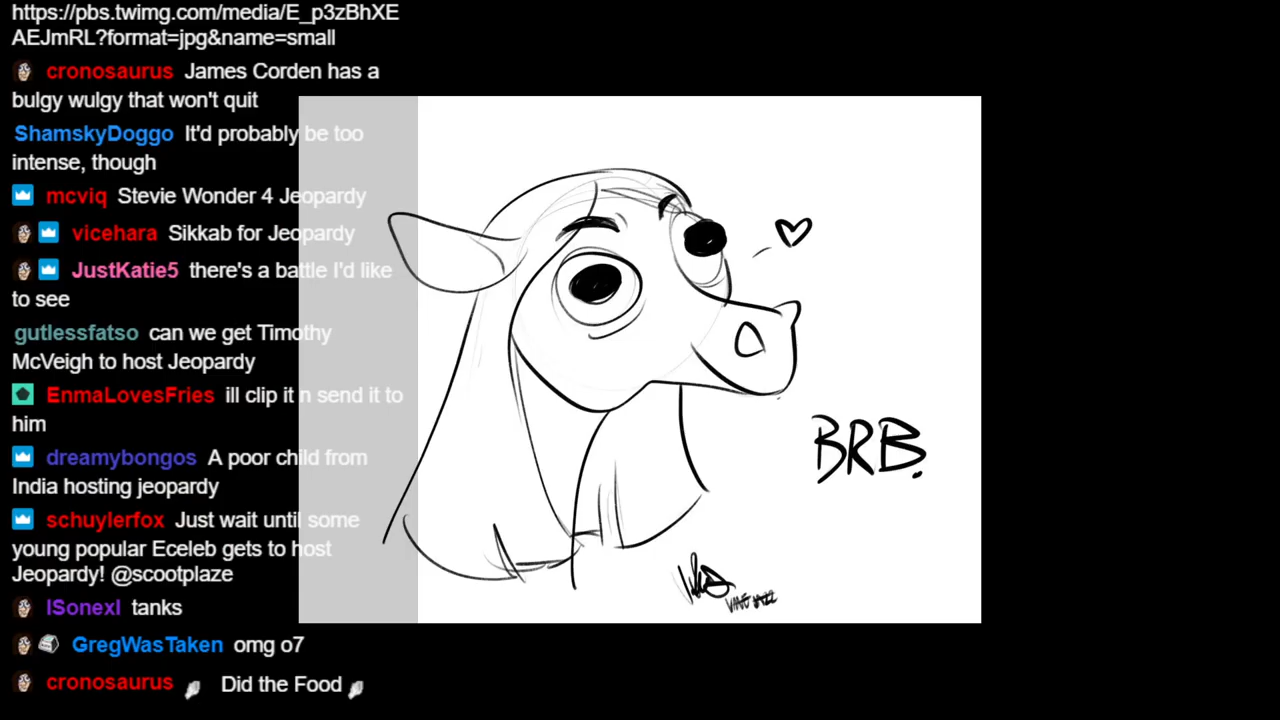 https://pbs.twimg.com/media/E_p3zBhXE
AEJmRL?format=jpg&name=small
cronosaurus James Corden has a
bulgy wulgy that won't quit
ShamskyDoggo It'd probably be too
intense, though
mcviq Stevie Wonder 4 Jeopardy
vicehara Sikkab for Jeopardy
JustKatie5 there's a battle I'd like
to see
gutlessfatso can we get Timothy
McVeigh to host Jeopardy
EnmaLovesFries ill clip it n send it to
him
dreamybongos A poor child from
India hosting jeopardy
schuylerfox Just wait until some
young popular Eceleb gets to host
Jeopardy! @scootplaze
ISonexI tanks
GregWasTaken omg o7
cronosaurus Did the Food
BRB.